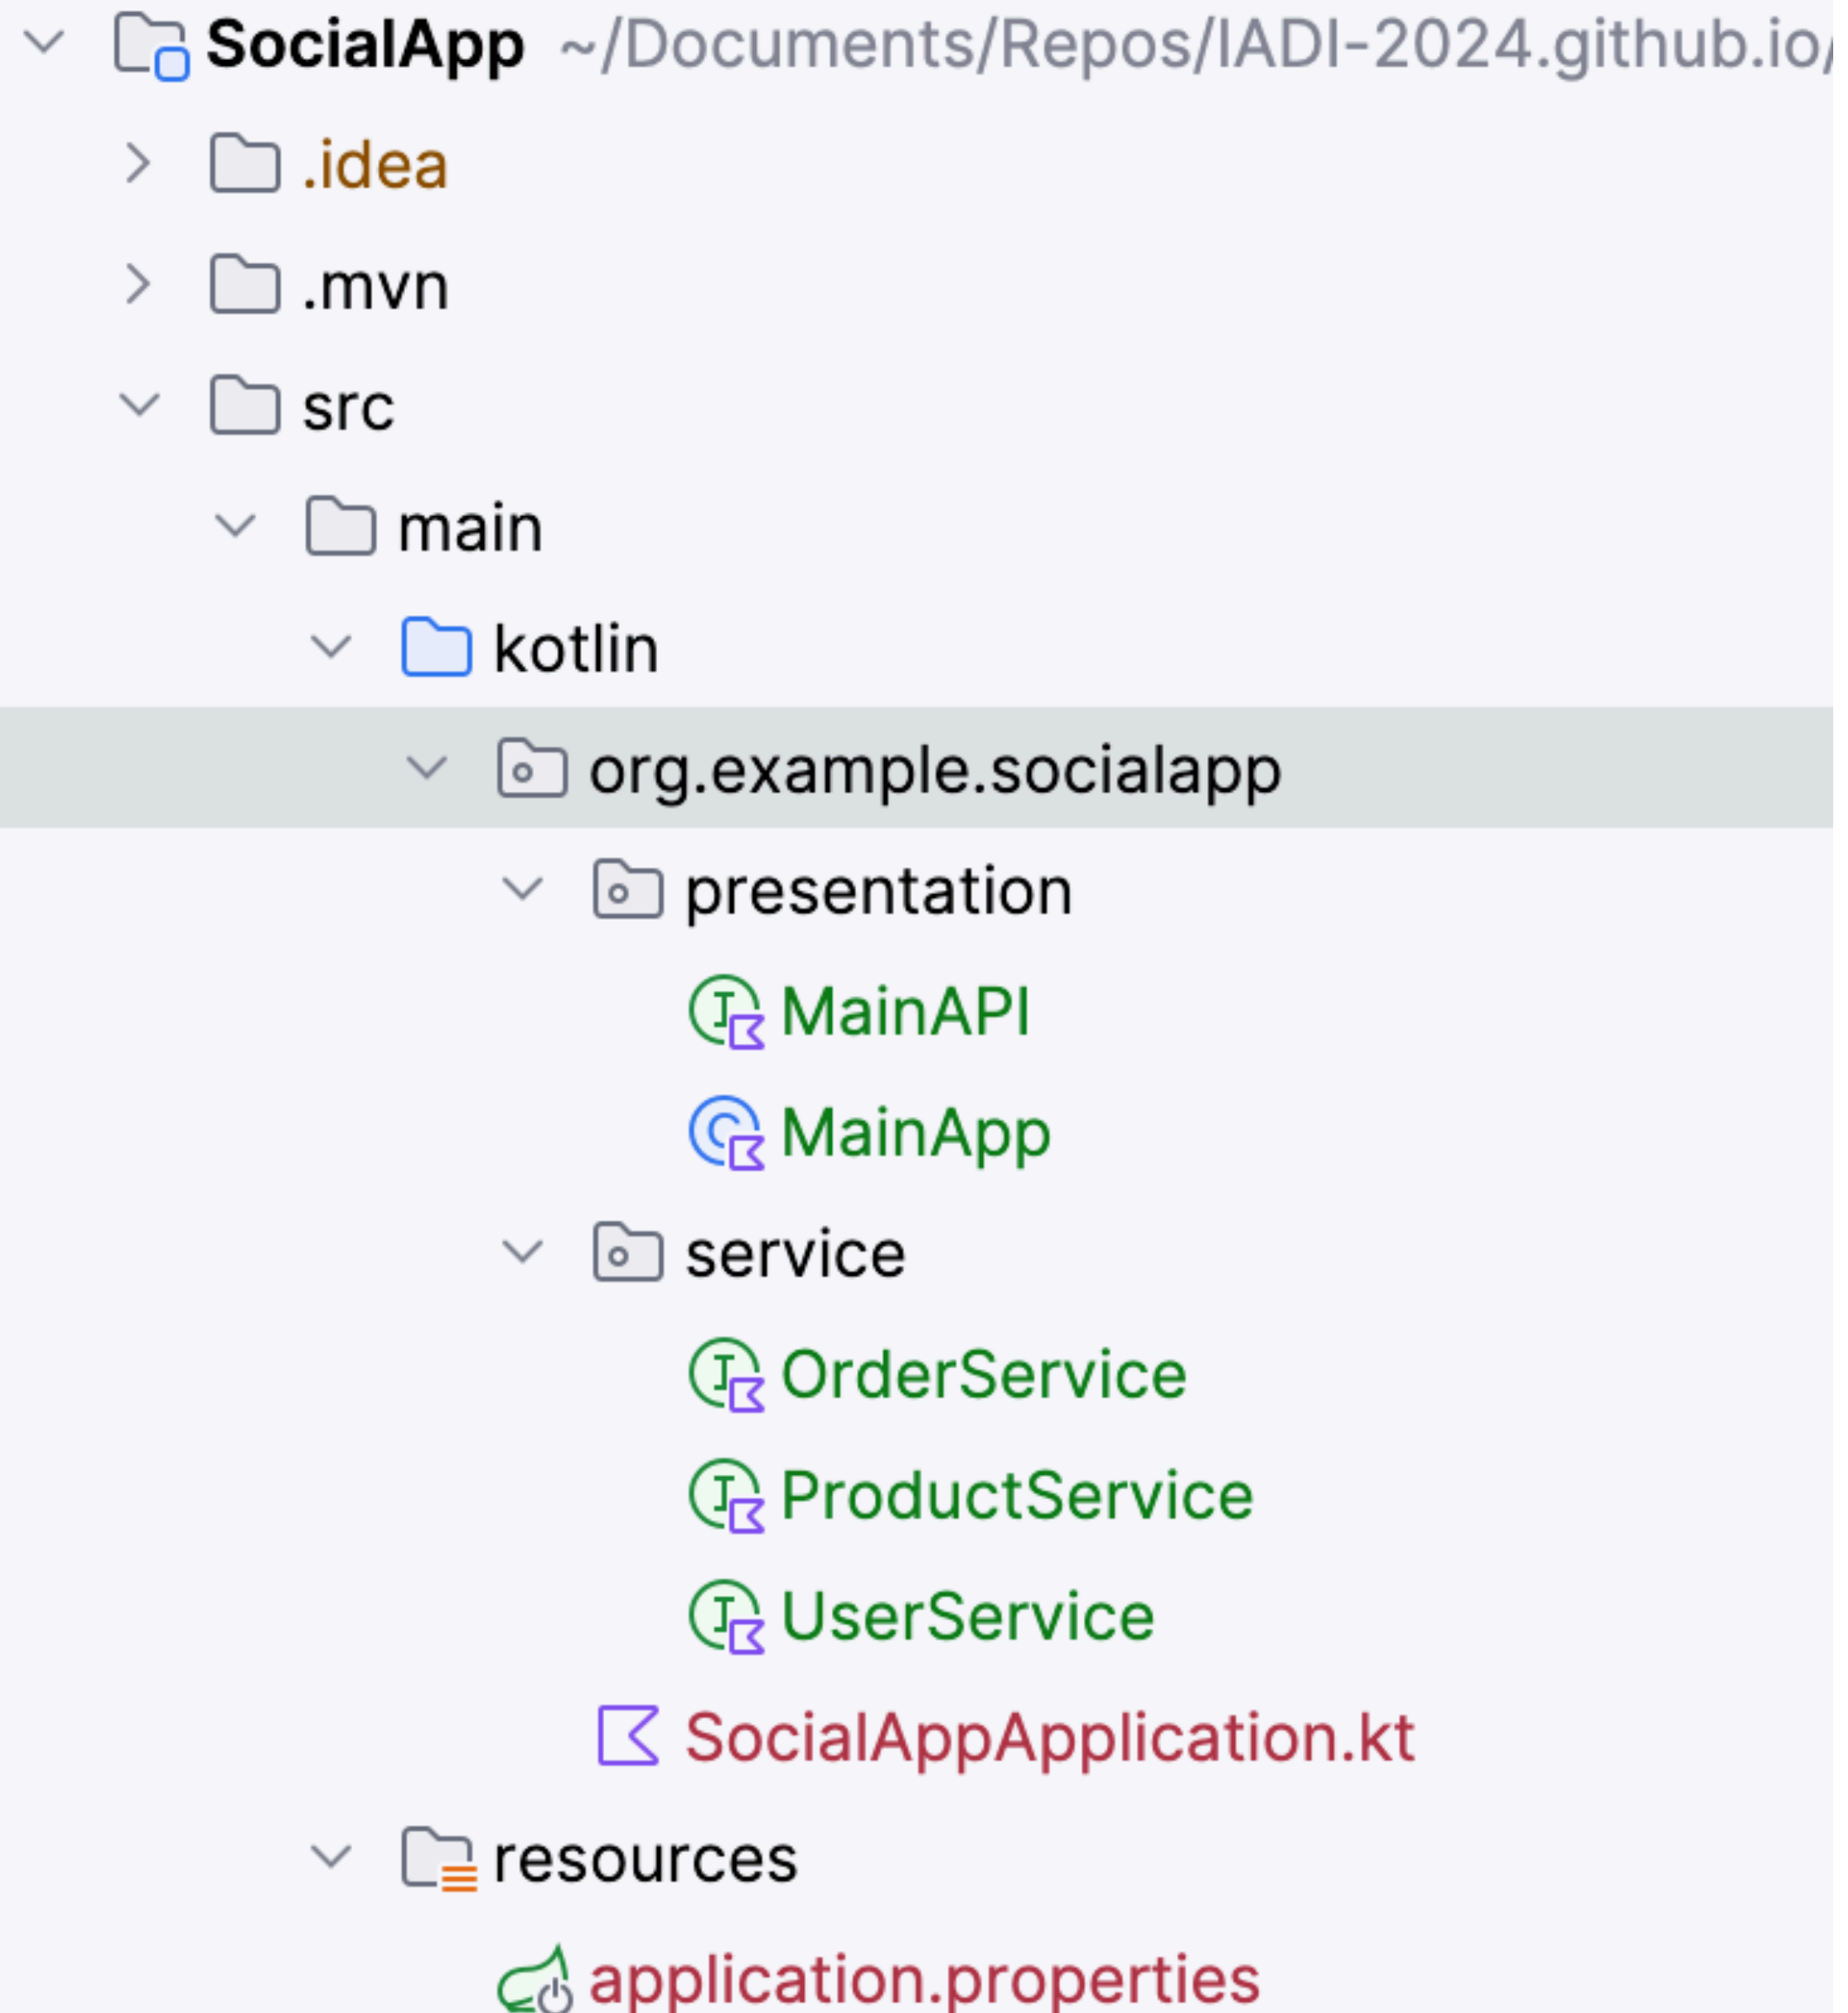 SocialApp ~/Documents/Repos/IADI-2024.github.io/
.idea
.mvn
src
main
kotlin
org.example.socialapp
presentation
MainAPI
MainApp
service
OrderService
ProductService
UserService
SocialAppApplication.kt
resources
application.properties